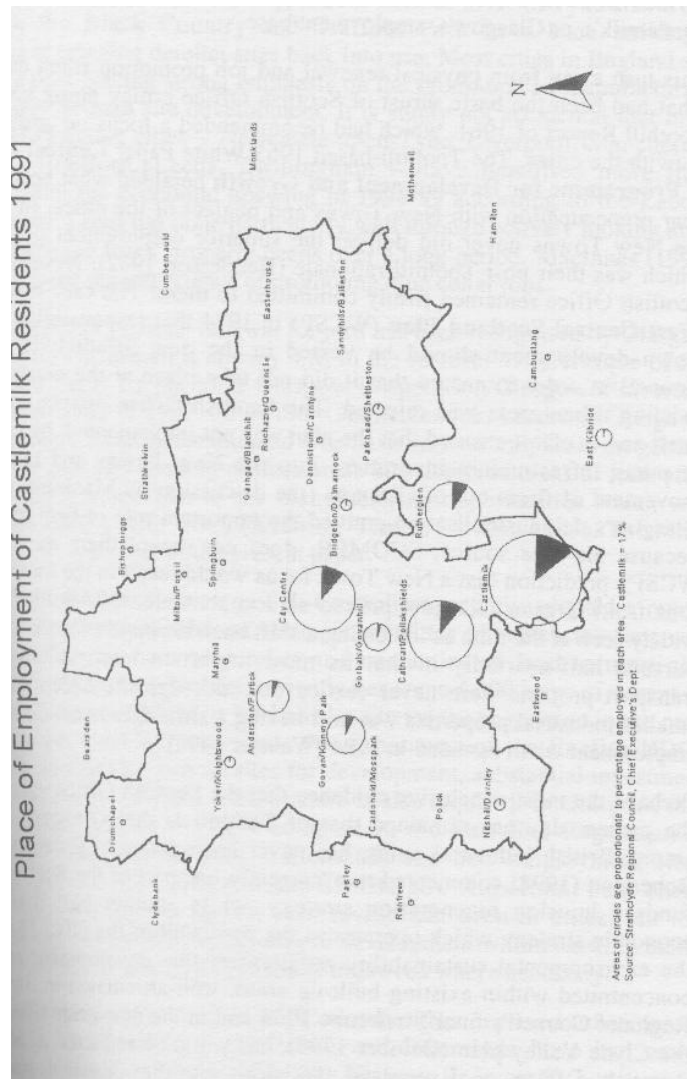 Place of Employment of Castlemilk Residents 1991
Bearsden
Drumchapel
Clydebank
Bishopbriggs
Milton/Possil
Strathkelvin
Cumbernauld
Monklands
Springburn
Maryhill
Yoker/Knightswood
Anderston/Partick
City Centre
Garngad/Blackhill
Ruchazie/Queenslie
Easterhouse
Dennistoun/Carntyne
Sandyhills/Baillieston
Parkhead/Shettleston
Bridgeton/Dalmarnock
Motherwell
Govan/Kinning Park
Gorbals/Govanhill
Rutherglen
Paisley
Renfrew
Cardonald/Mosspark
Pollok
Cathcart/Pollokshields
Castlemilk
Cambuslang
Hamilton
Nitshill/Darnley
Eastwood
East Kilbride
N
Areas of circles are proportionate to percentage employed in each area. Castlemilk = 17%
Source: Strathclyde Regional Council, Chief Executive's Dept